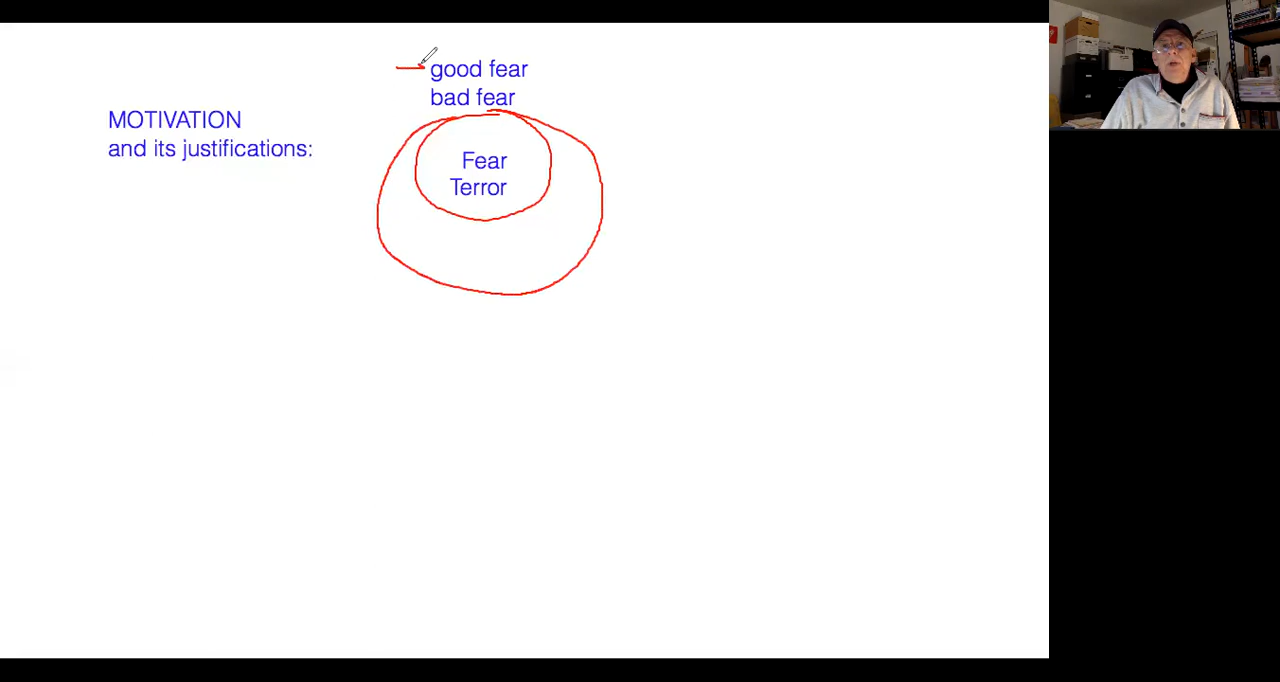 good fear
bad fear
MOTIVATION
and its justifications:
Fear
Terror